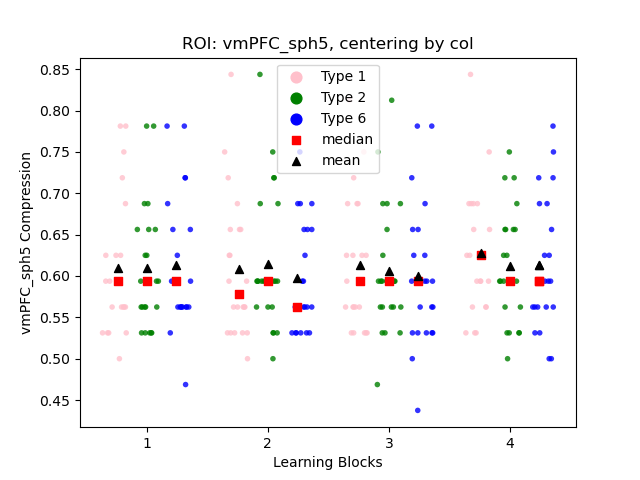 ROI: vmPFC_sph5, centering by col
0.85
0.80
0.75
0.70
0.65
0.60
0.55
0.50
0.45
vmPFC_sph5 Compression
Type 1
Type 2
Type 6
median
mean
1 2 3 4
Learning Blocks